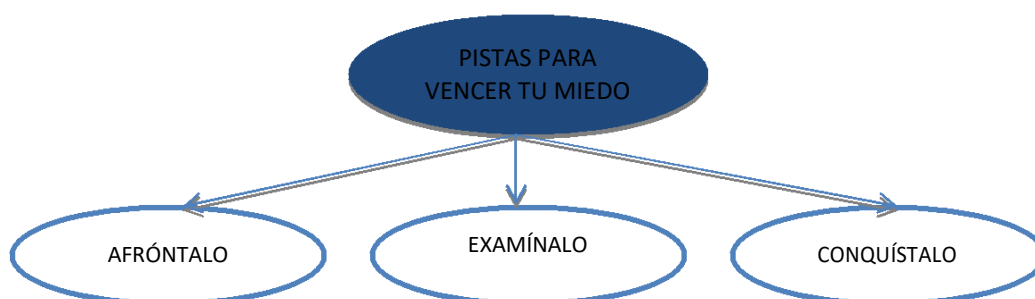 PISTAS PARA
VENCER TU MIEDO
AFRÓNTALO
EXAMÍNALO
CONQUÍSTALO